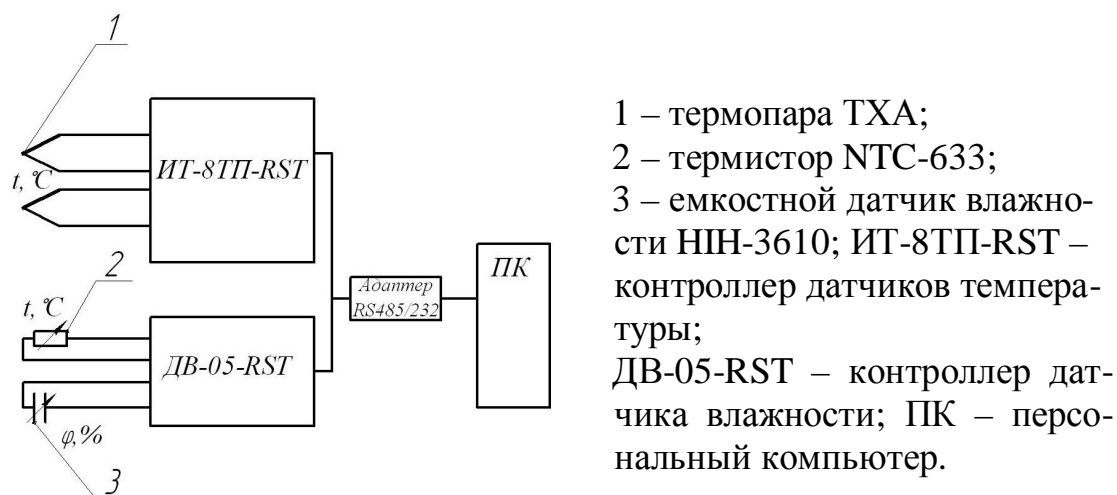 1
ИТ-8ТП-RST
t, °C
2
t, °C
ДВ-05-RST
φ,%
3
Адаптер
RS485/232
ПК
1 – термопара ТХА;
2 – термистор NTC-633;
3 – емкостной датчик влажно-
сти HIH-3610; ИТ-8ТП-RST –
контроллер датчиков темпера-
туры;
ДВ-05-RST – контроллер дат-
чика влажности; ПК – персо-
нальный компьютер.